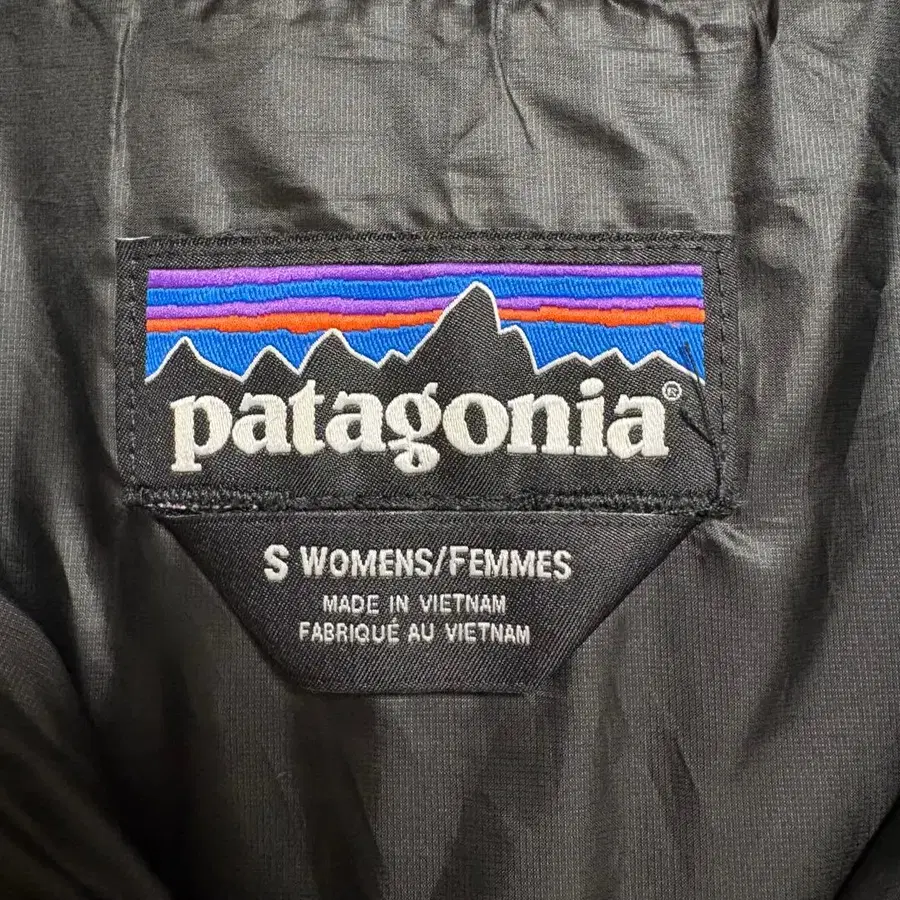 patagonia®
S WOMENS/FEMMES
MADE IN VIETNAM
FABRIQUÉ AU VIETNAM